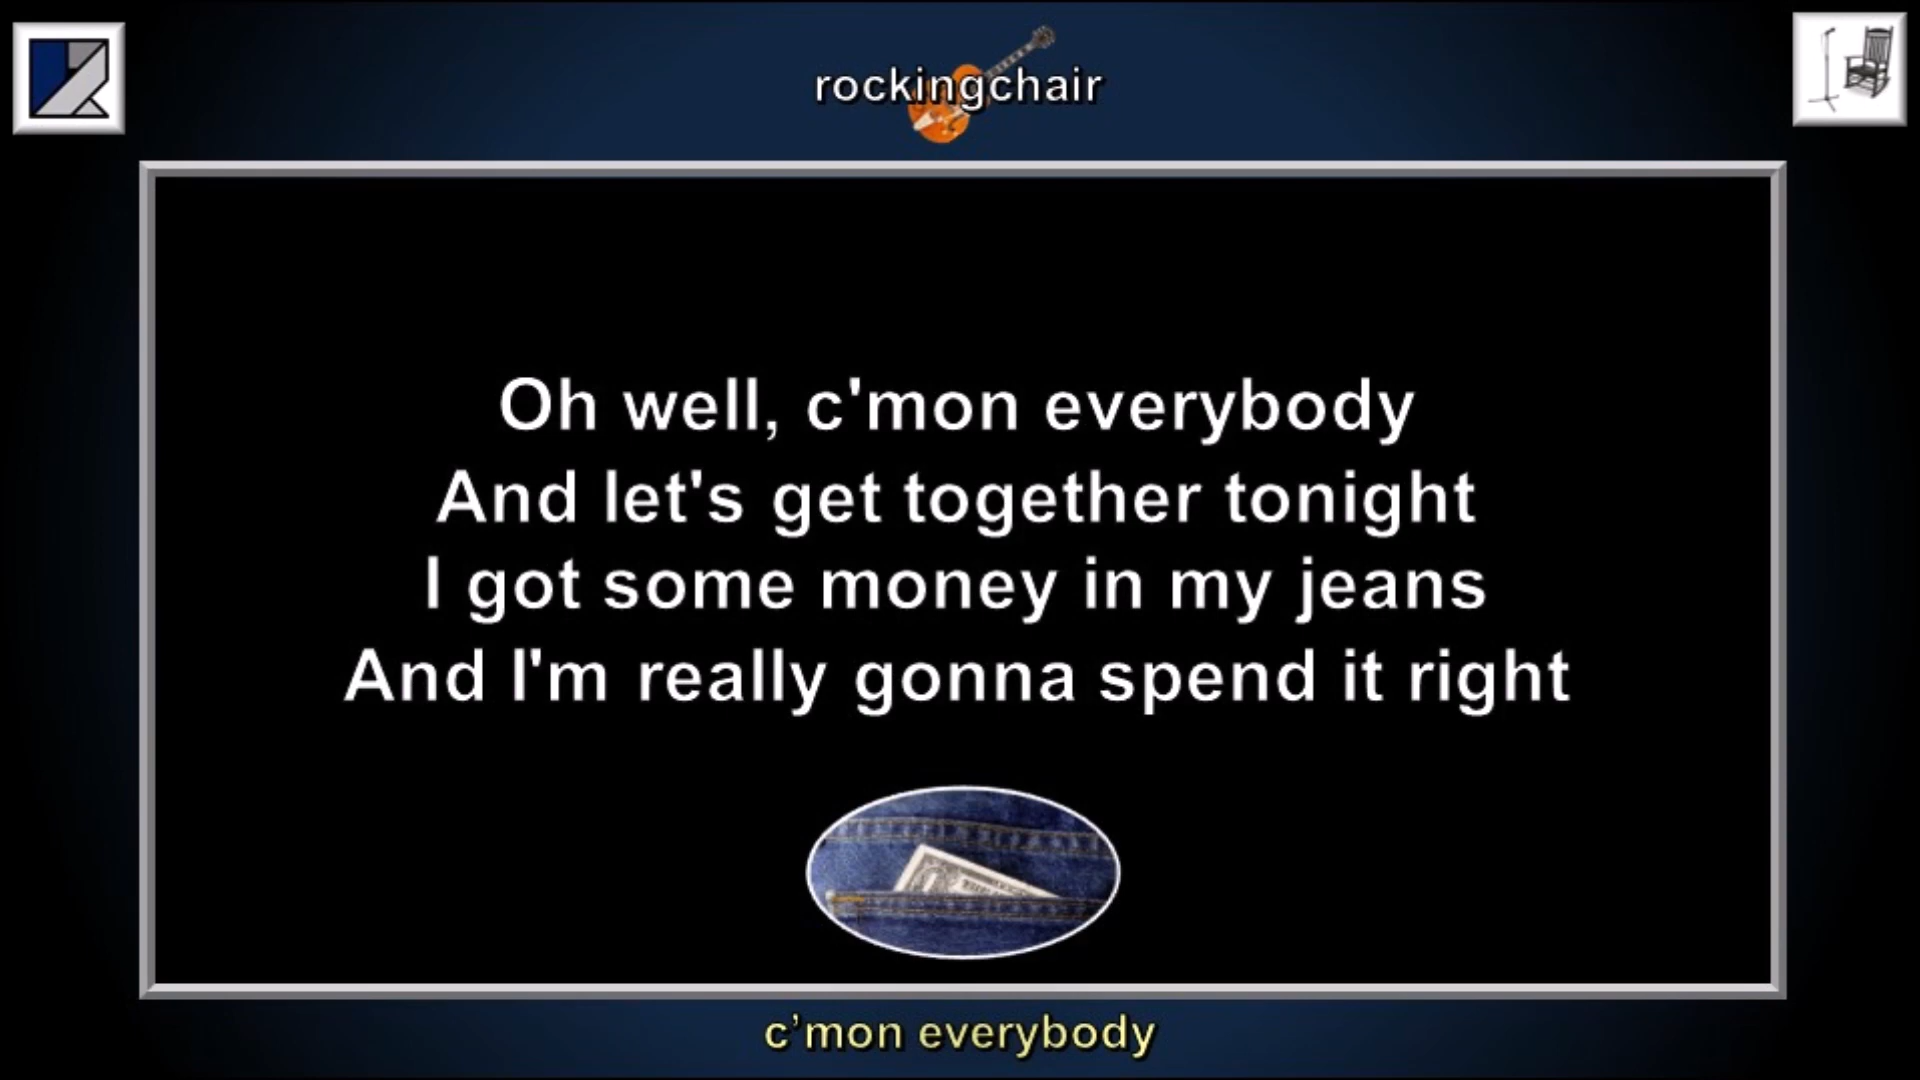 rockingchair
Oh well, c'mon everybody
And let's get together tonight
I got some money in my jeans
And I'm really gonna spend it right
c’mon everybody